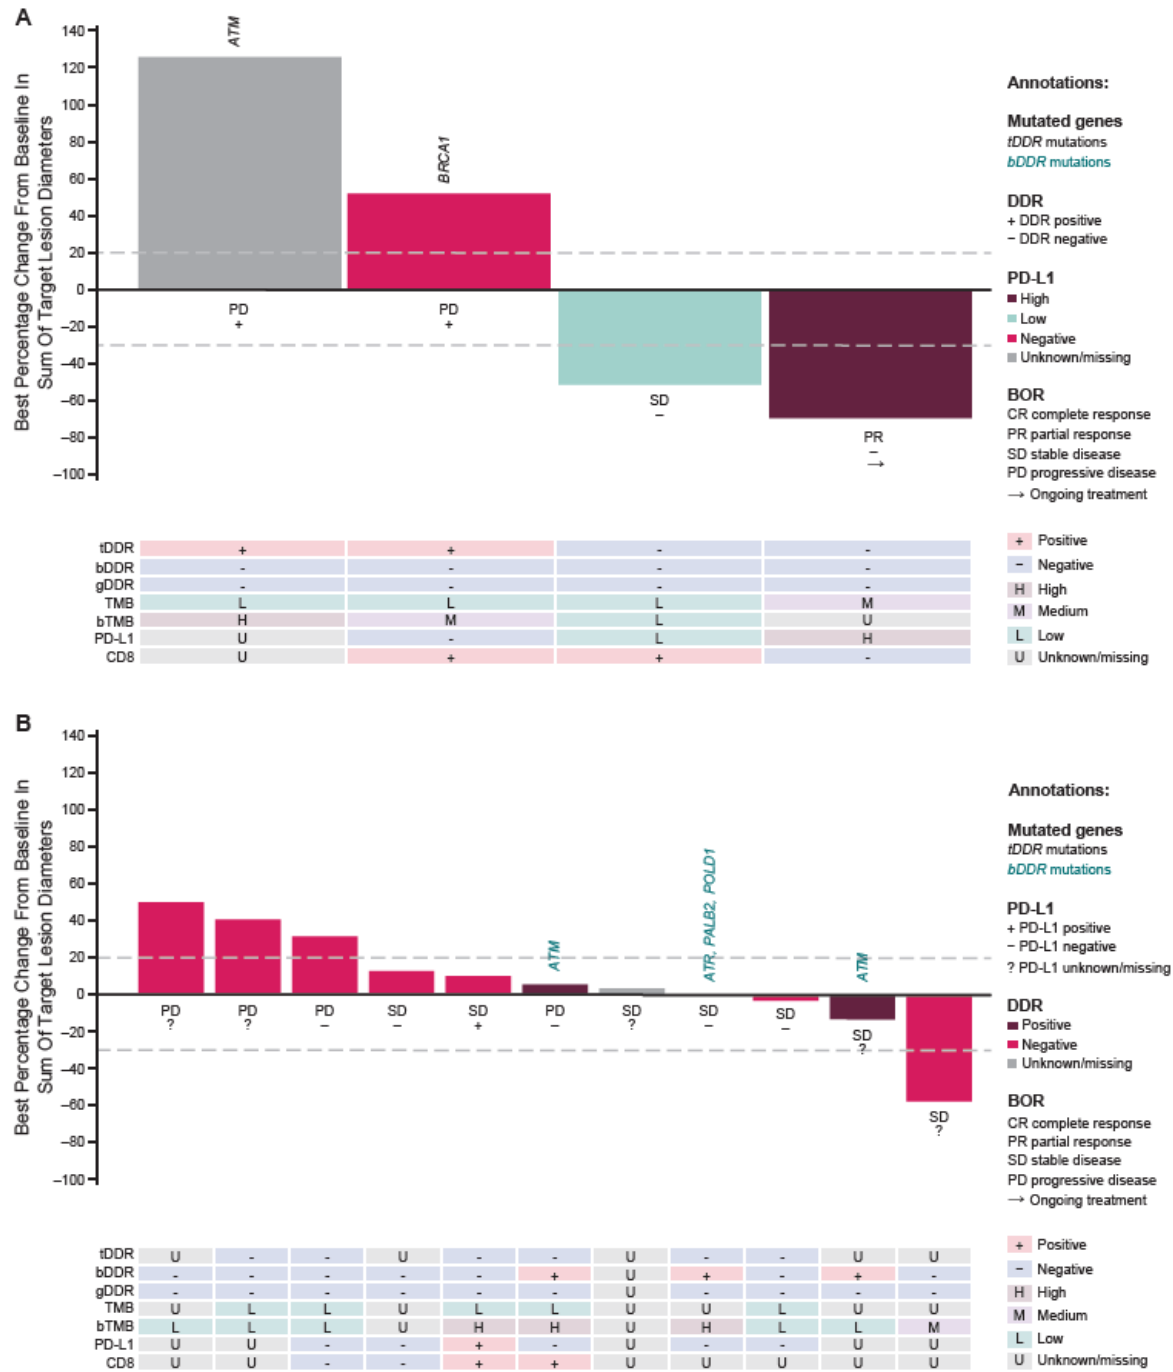 A
Best Percentage Change From Baseline In
Sum Of Target Lesion Diameters
140
120
100
80
60
40
20
0
−20
−40
−60
−80
−100
ATM
BRCA1
PD
+
PD
+
SD
−
PR
−
→
Annotations:
Mutated genes
tDDR mutations
bDDR mutations
DDR
+ DDR positive
− DDR negative
PD-L1
High
Low
Negative
Unknown/missing
BOR
CR complete response
PR partial response
SD stable disease
PD progressive disease
→ Ongoing treatment
tDDR + + - -
bDDR - - - -
gDDR - - - -
TMB L L L M
bTMB H M L U
PD-L1 U - L H
CD8 U + + -
+ Positive
− Negative
H High
M Medium
L Low
U Unknown/missing
B
Best Percentage Change From Baseline In
Sum Of Target Lesion Diameters
140
120
100
80
60
40
20
0
−20
−40
−60
−80
−100
ATM
ATR, PALB2, POLD1
ATM
PD PD PD SD SD PD SD SD SD SD SD
? ? − − + − ? − − ? ?
Annotations:
Mutated genes
tDDR mutations
bDDR mutations
PD-L1
+ PD-L1 positive
− PD-L1 negative
? PD-L1 unknown/missing
DDR
Positive
Negative
Unknown/missing
BOR
CR complete response
PR partial response
SD stable disease
PD progressive disease
→ Ongoing treatment
tDDR U - - U - - U - - U U
bDDR - - - - - + U + - + -
gDDR - - - - - - U - - - -
TMB U L L U L L U U L U U
bTMB L L L U H H U H L L M
PD-L1 U U - - + - U - - U U
CD8 U U - - + + U U U U U
+ Positive
− Negative
H High
M Medium
L Low
U Unknown/missing